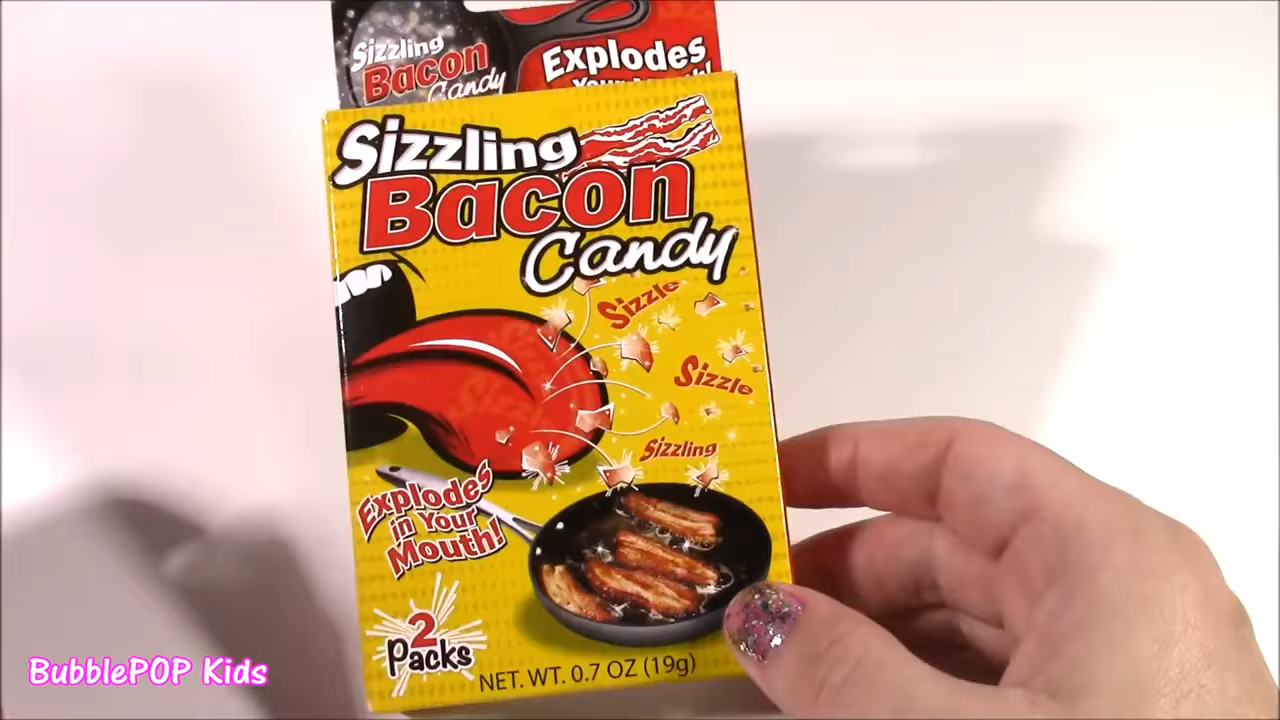 Sizzling
Bacon
Candy
Explodes
Sizzling
Bacon
Candy
Sizzle
Sizzle
Sizzling
Explodes
in Your
Mouth!
2
Packs
NET. WT. 0.7 OZ (19g)
BubblePOP Kids